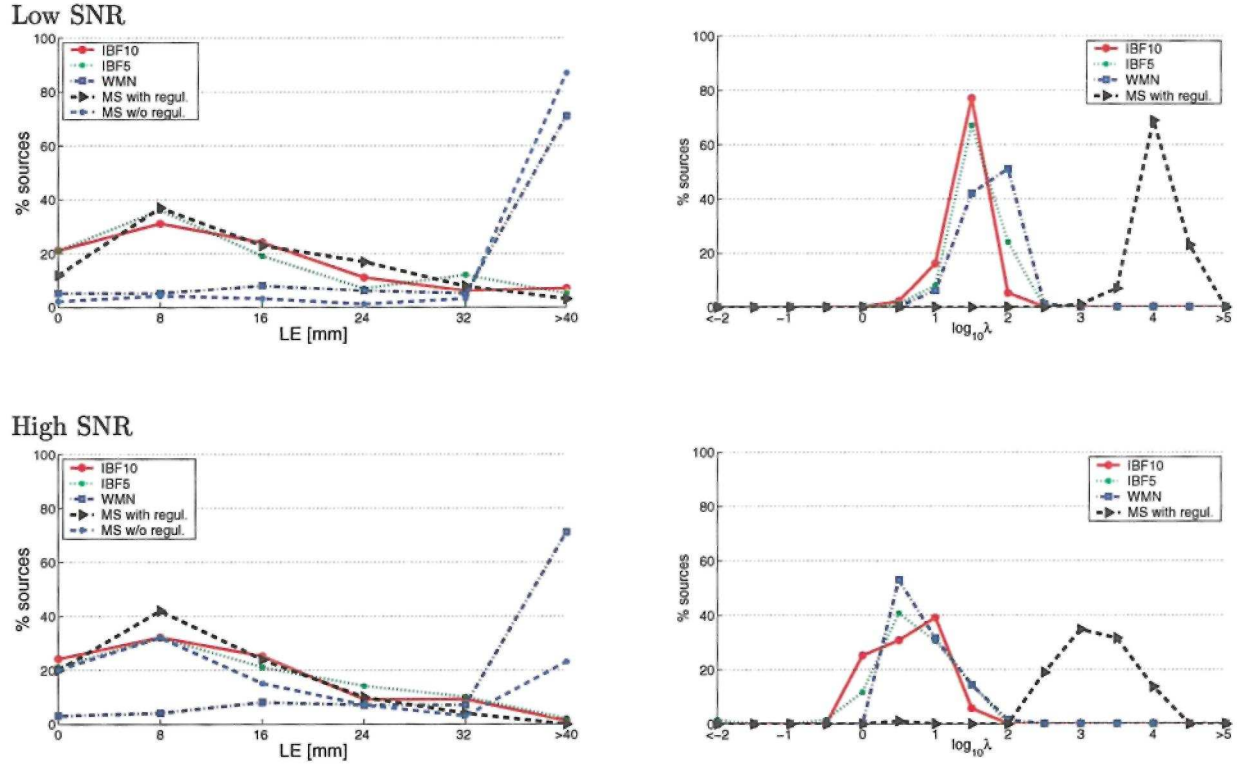 Low SNR
100
80
60
40
20
0
% sources
IBF10
IBF5
WMN
MS with regul.
MS w/o regul.
0 8 16 24 32 >40
LE [mm]
100
80
60
40
20
0
% sources
IBF10
IBF5
WMN
MS with regul.
<-2 -1 0 1 2 3 4 >5
log10λ
High SNR
100
80
60
40
20
0
% sources
IBF10
IBF5
WMN
MS with regul.
MS w/o regul.
0 8 16 24 32 >40
LE [mm]
100
80
60
40
20
0
% sources
IBF10
IBF5
WMN
MS with regul.
<-2 -1 0 1 2 3 4 >5
log10λ